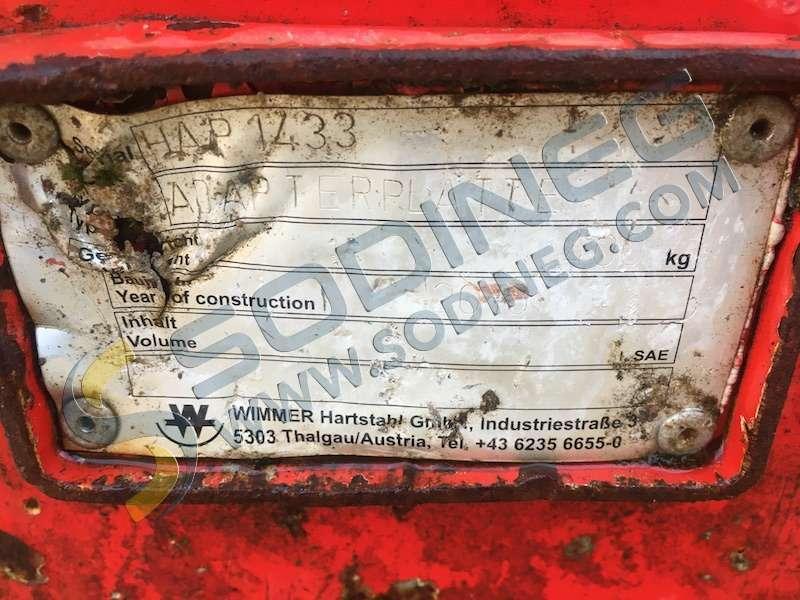 Serial HAP 1433
ADAPTERPLATTE
kg
Year of construction
Inhalt
Volume l, SAE
WIMMER Hartstahl GmbH, Industriestraße
5303 Thalgau/Austria, Tel. +43 6235 6655-0
SODINEG
WWW.SODINEG.COM